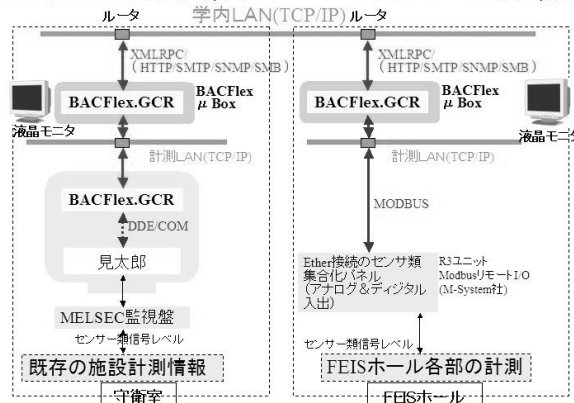 ルータ
学内LAN(TCP/IP)
ルータ
XMLRPC/
(HTTP/SMTP/SNMP/SMB)
BACFlex.GCR
BACFlex
μ Box
液晶モニタ
計測LAN(TCP/IP)
BACFlex.GCR
DDE/COM
見太郎
MELSEC監視盤
センサー類信号レベル
既存の施設計測情報
守衛室
XMLRPC/
(HTTP/SMTP/SNMP/SMB)
BACFlex.GCR
BACFlex
μ Box
液晶モニタ
計測LAN(TCP/IP)
MODBUS
Ether接続のセンサ類
集合化パネル
(アナログ&ディジタル
入出)
R3ユニット
ModbusリモートI/O
(M-System社)
センサー類信号レベル
FEISホール各部の計測
FEISホール